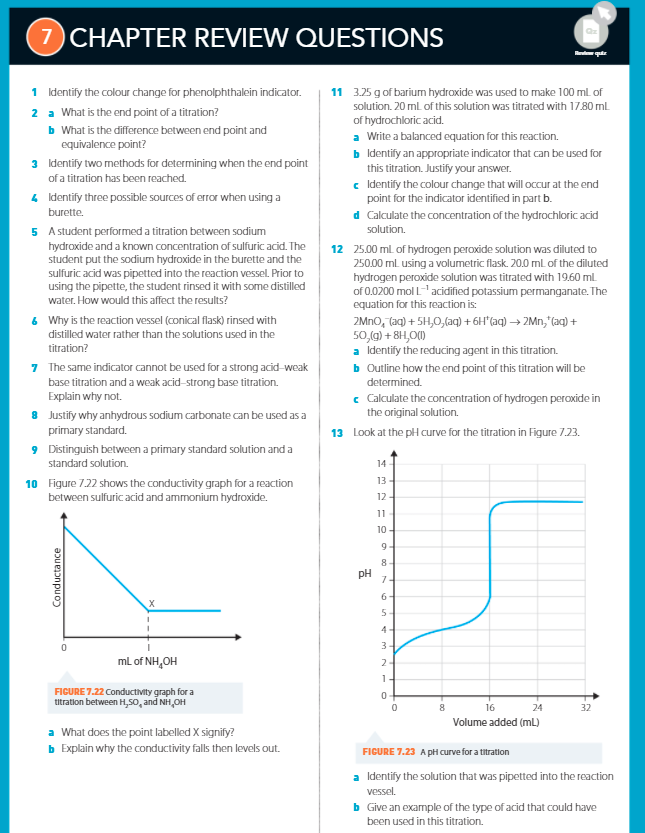 7 CHAPTER REVIEW QUESTIONS
Review quiz
1 Identify the colour change for phenolphthalein indicator.
2 a What is the end point of a titration?
b What is the difference between end point and
equivalence point?
3 Identify two methods for determining when the end point
of a titration has been reached.
4 Identify three possible sources of error when using a
burette.
5 A student performed a titration between sodium
hydroxide and a known concentration of sulfuric acid. The
student put the sodium hydroxide in the burette and the
sulfuric acid was pipetted into the reaction vessel. Prior to
using the pipette, the student rinsed it with some distilled
water. How would this affect the results?
6 Why is the reaction vessel (conical flask) rinsed with
distilled water rather than the solutions used in the
titration?
7 The same indicator cannot be used for a strong acid–weak
base titration and a weak acid–strong base titration.
Explain why not.
8 Justify why anhydrous sodium carbonate can be used as a
primary standard.
9 Distinguish between a primary standard solution and a
standard solution.
10 Figure 7.22 shows the conductivity graph for a reaction
between sulfuric acid and ammonium hydroxide.
Conductance
X
0
mL of NH₄OH
FIGURE 7.22 Conductivity graph for a
titration between H₂SO₄ and NH₄OH
a What does the point labelled X signify?
b Explain why the conductivity falls then levels out.
11 3.25 g of barium hydroxide was used to make 100 mL of
solution. 20 mL of this solution was titrated with 17.80 mL
of hydrochloric acid.
a Write a balanced equation for this reaction.
b Identify an appropriate indicator that can be used for
this titration. Justify your answer.
c Identify the colour change that will occur at the end
point for the indicator identified in part b.
d Calculate the concentration of the hydrochloric acid
solution.
12 25.00 mL of hydrogen peroxide solution was diluted to
250.00 mL using a volumetric flask. 20.0 mL of the diluted
hydrogen peroxide solution was titrated with 19.60 mL
of 0.0200 mol L⁻¹ acidified potassium permanganate. The
equation for this reaction is:
2MnO₄⁻(aq) + 5H₂O₂(aq) + 6H⁺(aq) → 2Mn₂⁺(aq) +
5O₂(g) + 8H₂O(l)
a Identify the reducing agent in this titration.
b Outline how the end point of this titration will be
determined.
c Calculate the concentration of hydrogen peroxide in
the original solution.
13 Look at the pH curve for the titration in Figure 7.23.
14
13
12
11
10
9
8
pH
7
6
5
4
3
2
1
0
0 8 16 24 32
Volume added (mL)
FIGURE 7.23 A pH curve for a titration
a Identify the solution that was pipetted into the reaction
vessel.
b Give an example of the type of acid that could have
been used in this titration.